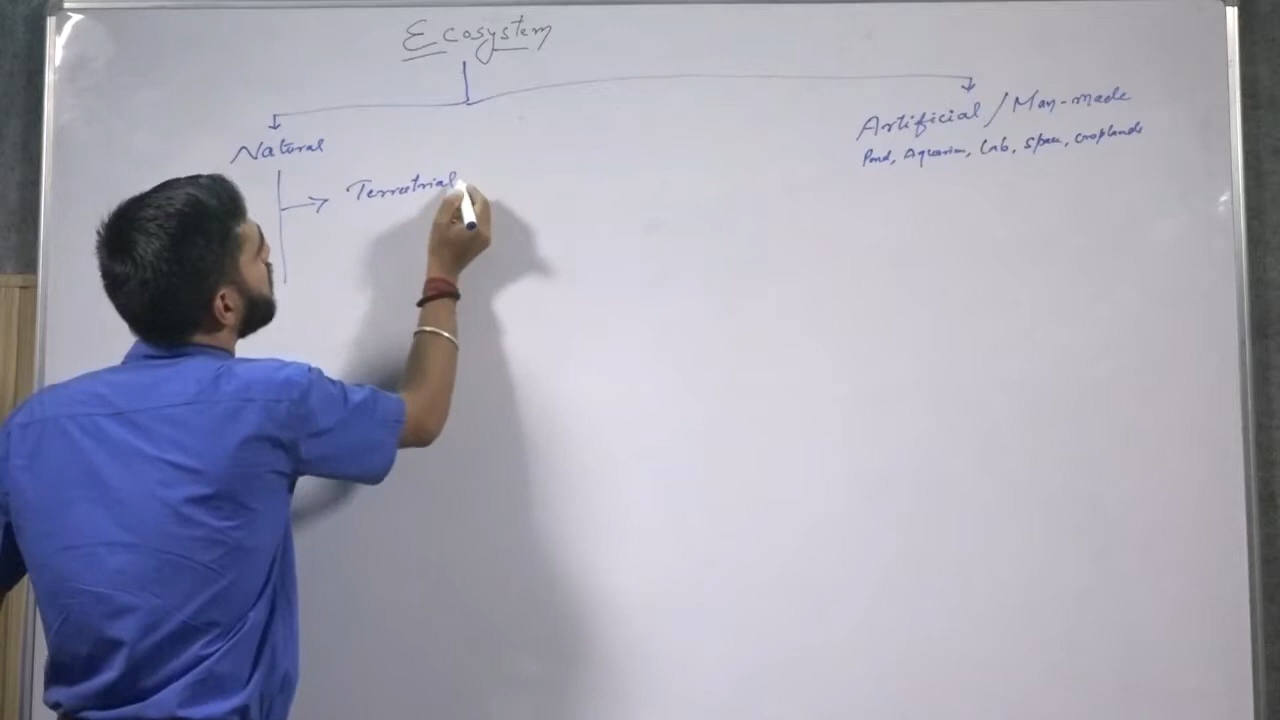 Ecosystem
Natural
Artificial / Man-made
Pond, Aquarium, Lab, Space, croplands
Terrestrial